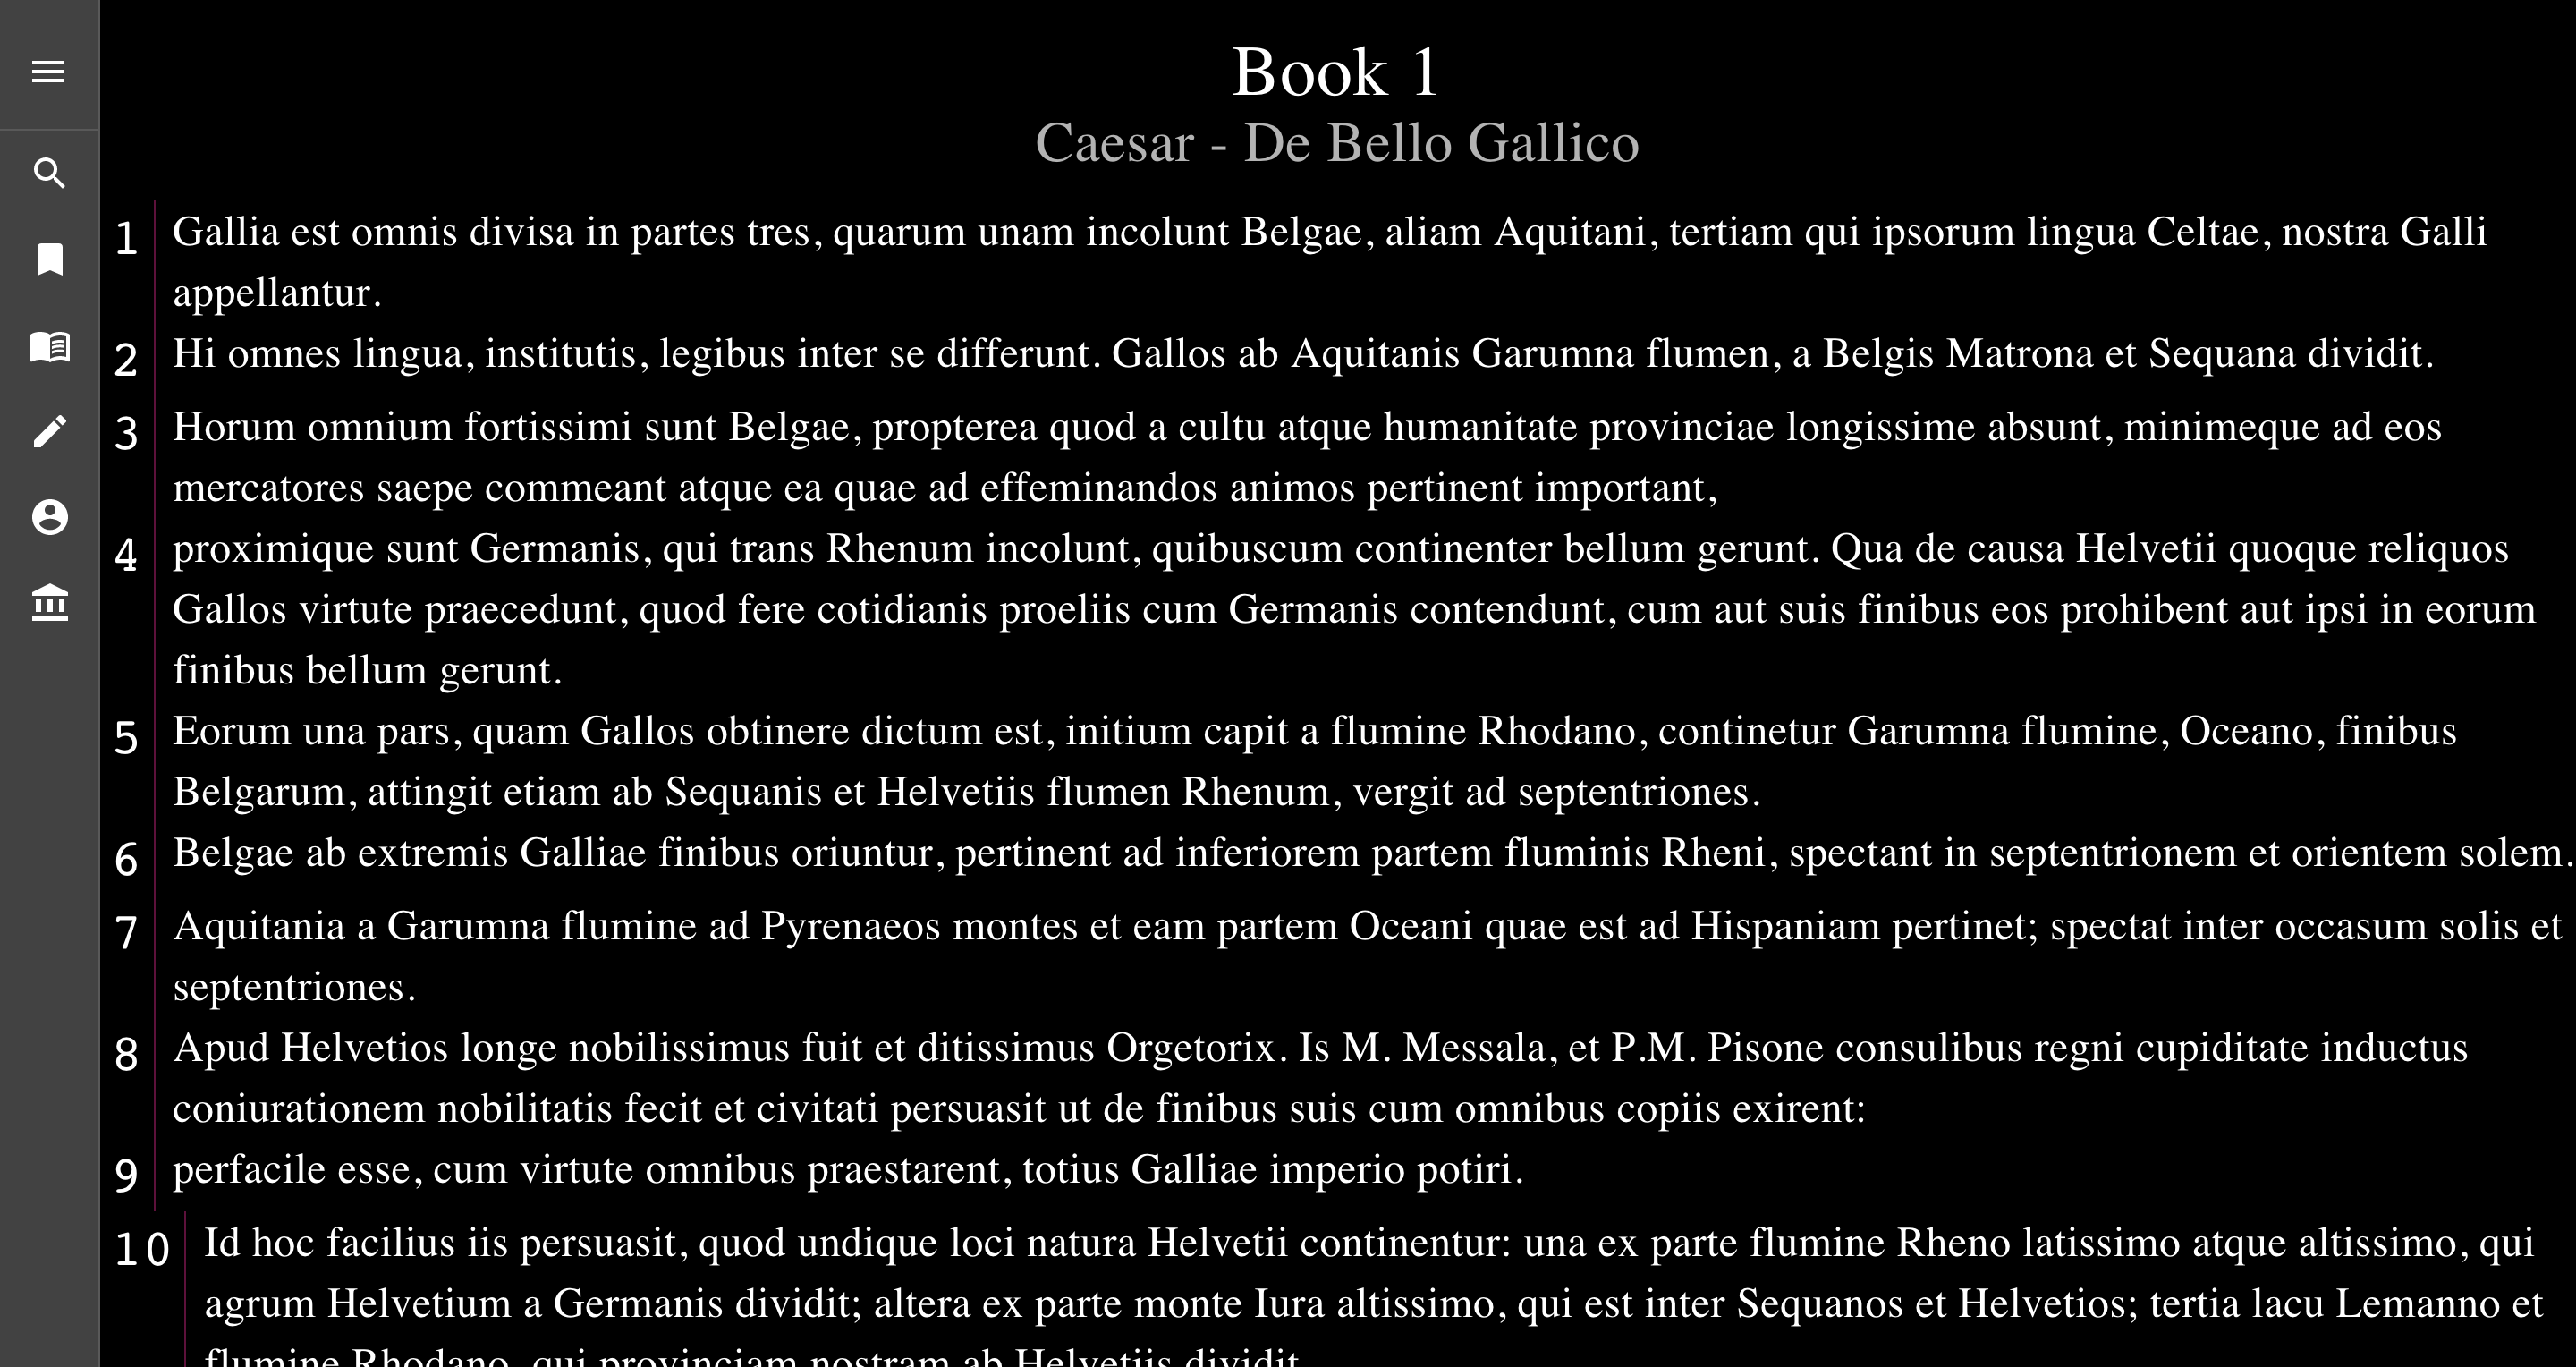 Book 1
Caesar - De Bello Gallico
1 Gallia est omnis divisa in partes tres, quarum unam incolunt Belgae, aliam Aquitani, tertiam qui ipsorum lingua Celtae, nostra Galli
appellantur.
2 Hi omnes lingua, institutis, legibus inter se differunt. Gallos ab Aquitanis Garumna flumen, a Belgis Matrona et Sequana dividit.
3 Horum omnium fortissimi sunt Belgae, propterea quod a cultu atque humanitate provinciae longissime absunt, minimeque ad eos
mercatores saepe commeant atque ea quae ad effeminandos animos pertinent important,
4 proximique sunt Germanis, qui trans Rhenum incolunt, quibuscum continenter bellum gerunt. Qua de causa Helvetii quoque reliquos
Gallos virtute praecedunt, quod fere cotidianis proeliis cum Germanis contendunt, cum aut suis finibus eos prohibent aut ipsi in eorum
finibus bellum gerunt.
5 Eorum una pars, quam Gallos obtinere dictum est, initium capit a flumine Rhodano, continetur Garumna flumine, Oceano, finibus
Belgarum, attingit etiam ab Sequanis et Helvetiis flumen Rhenum, vergit ad septentriones.
6 Belgae ab extremis Galliae finibus oriuntur, pertinent ad inferiorem partem fluminis Rheni, spectant in septentrionem et orientem solem.
7 Aquitania a Garumna flumine ad Pyrenaeos montes et eam partem Oceani quae est ad Hispaniam pertinet; spectat inter occasum solis et
septentriones.
8 Apud Helvetios longe nobilissimus fuit et ditissimus Orgetorix. Is M. Messala, et P.M. Pisone consulibus regni cupiditate inductus
coniurationem nobilitatis fecit et civitati persuasit ut de finibus suis cum omnibus copiis exirent:
9 perfacile esse, cum virtute omnibus praestarent, totius Galliae imperio potiri.
10 Id hoc facilius iis persuasit, quod undique loci natura Helvetii continentur: una ex parte flumine Rheno latissimo atque altissimo, qui
agrum Helvetium a Germanis dividit; altera ex parte monte Iura altissimo, qui est inter Sequanos et Helvetios; tertia lacu Lemanno et
flumine Rhodano, qui provinciam nostram ab Helvetiis dividit.